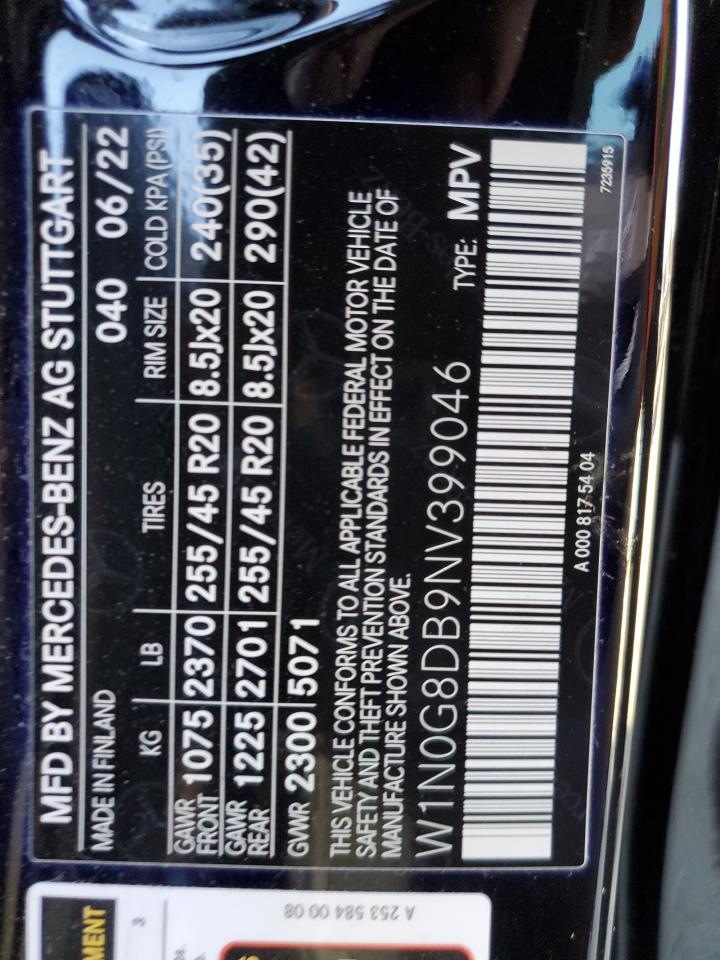 MFD BY MERCEDES-BENZ AG STUTTGART
MADE IN FINLAND 040 06/22
KG LB TIRES RIM SIZE COLD KPA (PSI)
GAWR FRONT 1075 2370 255/45 R20 8.5Jx20 240(35)
GAWR REAR 1225 2701 255/45 R20 8.5Jx20 290(42)
GVWR 2300 5071
THIS VEHICLE CONFORMS TO ALL APPLICABLE FEDERAL MOTOR VEHICLE
SAFETY AND THEFT PREVENTION STANDARDS IN EFFECT ON THE DATE OF
MANUFACTURE SHOWN ABOVE.
W1N0G8DB9NV399046 TYPE: MPV
A 000 817 54 04 7235915
A 253 584 00 08
MENT
3